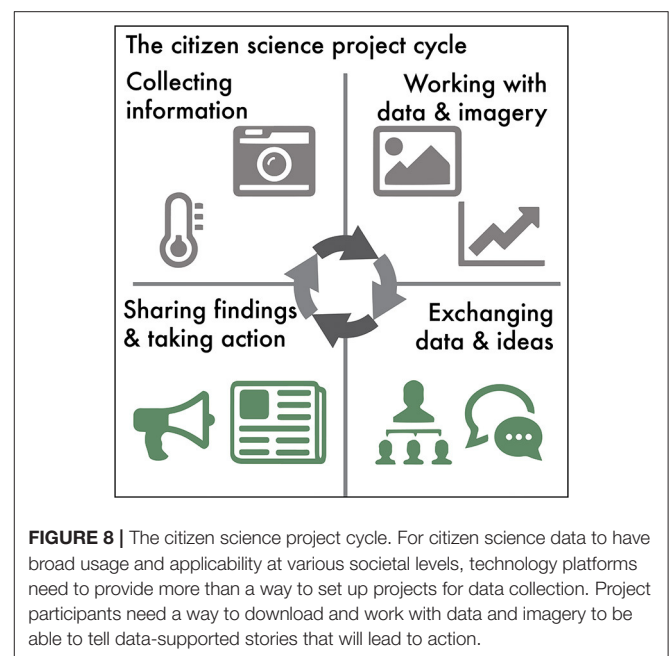 The citizen science project cycle
Collecting
information
Working with
data & imagery
Sharing findings
& taking action
Exchanging
data & ideas
FIGURE 8 | The citizen science project cycle. For citizen science data to have
broad usage and applicability at various societal levels, technology platforms
need to provide more than a way to set up projects for data collection. Project
participants need a way to download and work with data and imagery to be
able to tell data-supported stories that will lead to action.